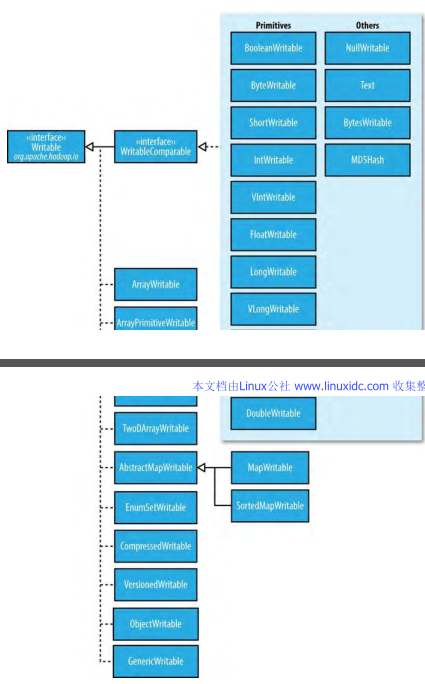 Primitives
Others
BooleanWritable
NullWritable
ByteWritable
Text
ShortWritable
BytesWritable
«interface»
Writable
org.apache.hadoop.io
«interface»
WritableComparable
IntWritable
MD5Hash
VIntWritable
FloatWritable
ArrayWritable
LongWritable
ArrayPrimitiveWritable
VLongWritable
本文档由Linux公社 www.linuxidc.com 收集整
DoubleWritable
TwoDArrayWritable
AbstractMapWritable
MapWritable
EnumSetWritable
SortedMapWritable
CompressedWritable
VersionedWritable
ObjectWritable
GenericWritable